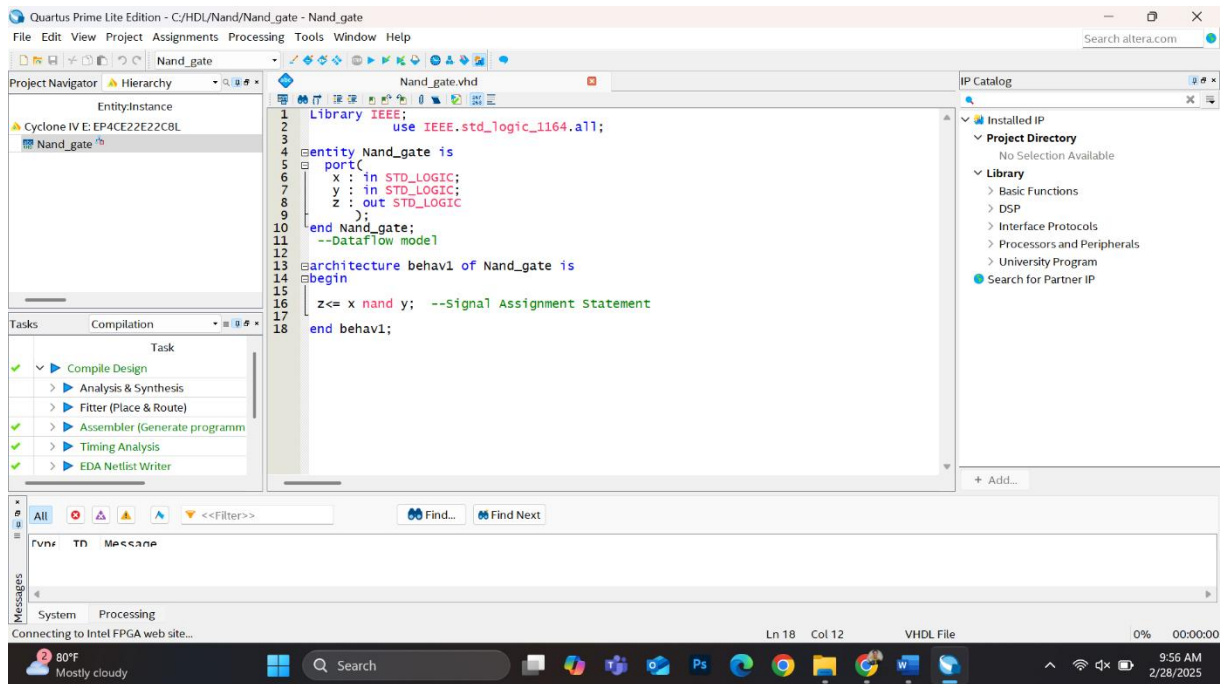 Quartus Prime Lite Edition - C:/HDL/Nand/Nand_gate - Nand_gate
File Edit View Project Assignments Processing Tools Window Help
Search altera.com
Nand_gate
Project Navigator Hierarchy
Nand_gate.vhd
IP Catalog
Entity:Instance
Cyclone IV E: EP4CE22E22C8L
Nand_gate
1 Library IEEE;
2 use IEEE.std_logic_1164.all;
3
4 entity Nand_gate is
5 port(
6 x : in STD_LOGIC;
7 y : in STD_LOGIC;
8 z : out STD_LOGIC
9 );
10 end Nand_gate;
11 --Dataflow model
12
13 architecture behav1 of Nand_gate is
14 begin
15
16 z<= x nand y; --Signal Assignment Statement
17
18 end behav1;
Installed IP
Project Directory
No Selection Available
Library
Basic Functions
DSP
Interface Protocols
Processors and Peripherals
University Program
Search for Partner IP
+ Add...
Tasks Compilation
Task
Compile Design
Analysis & Synthesis
Fitter (Place & Route)
Assembler (Generate programm
Timing Analysis
EDA Netlist Writer
All <<Filter>> Find... Find Next
Type ID Message
Messages
System Processing
Connecting to Intel FPGA web site...
Ln 18 Col 12 VHDL File 0% 00:00:00
2
80°F
Mostly cloudy
Search
Ps
9:56 AM
2/28/2025